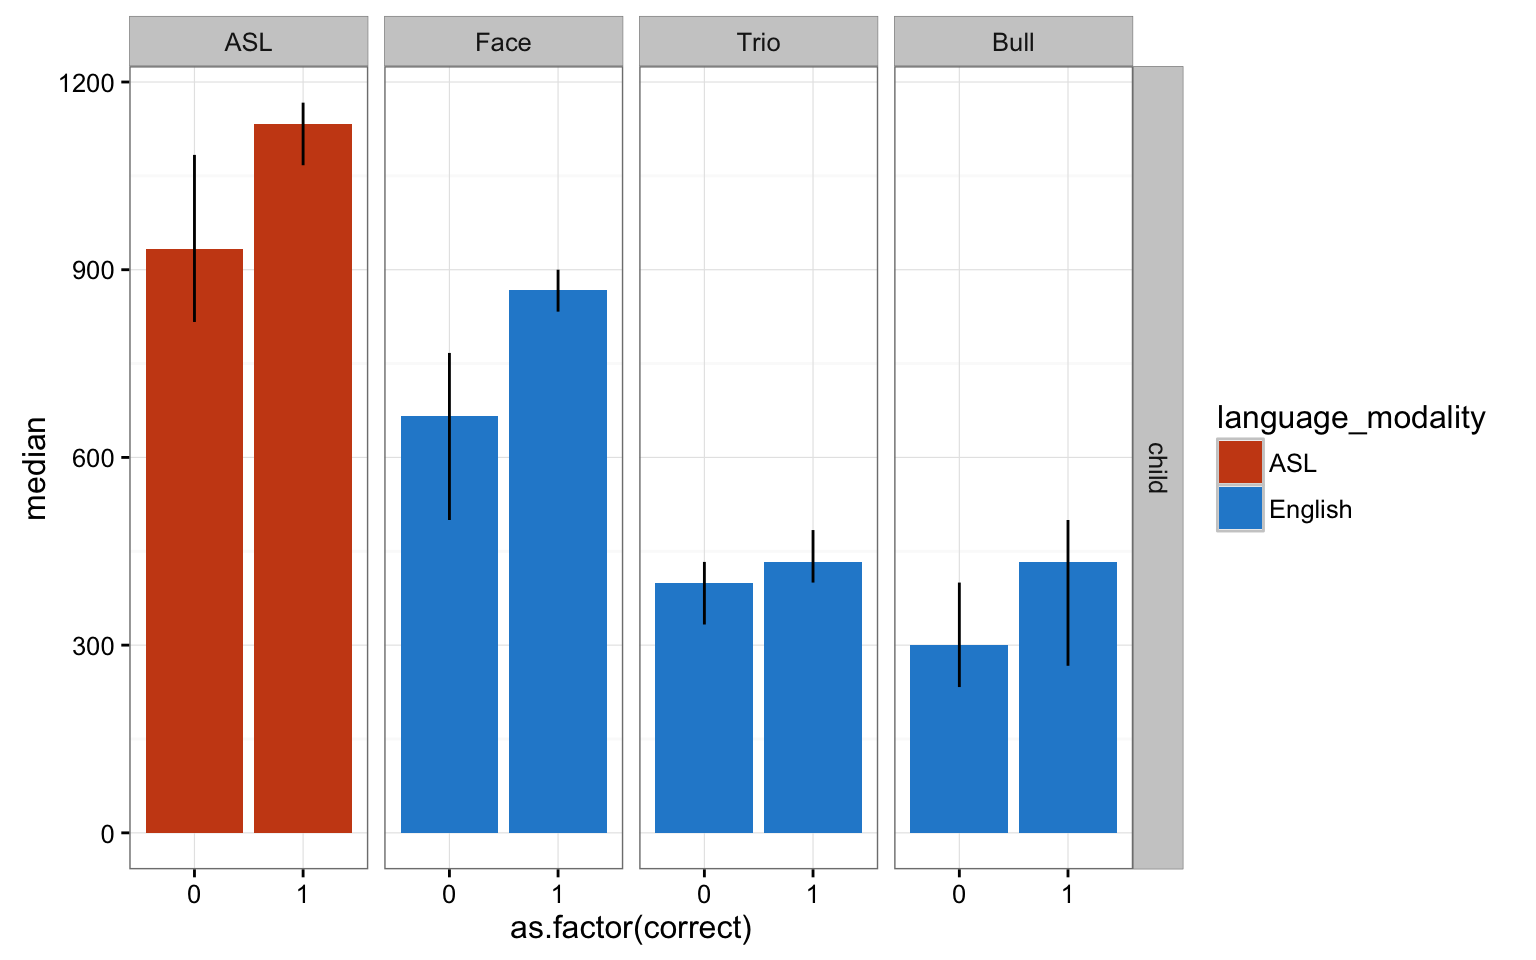 ASL Face Trio Bull
1200
900
600
300
0
median
child
0 1 0 1 0 1 0 1
as.factor(correct)
language_modality
ASL
English